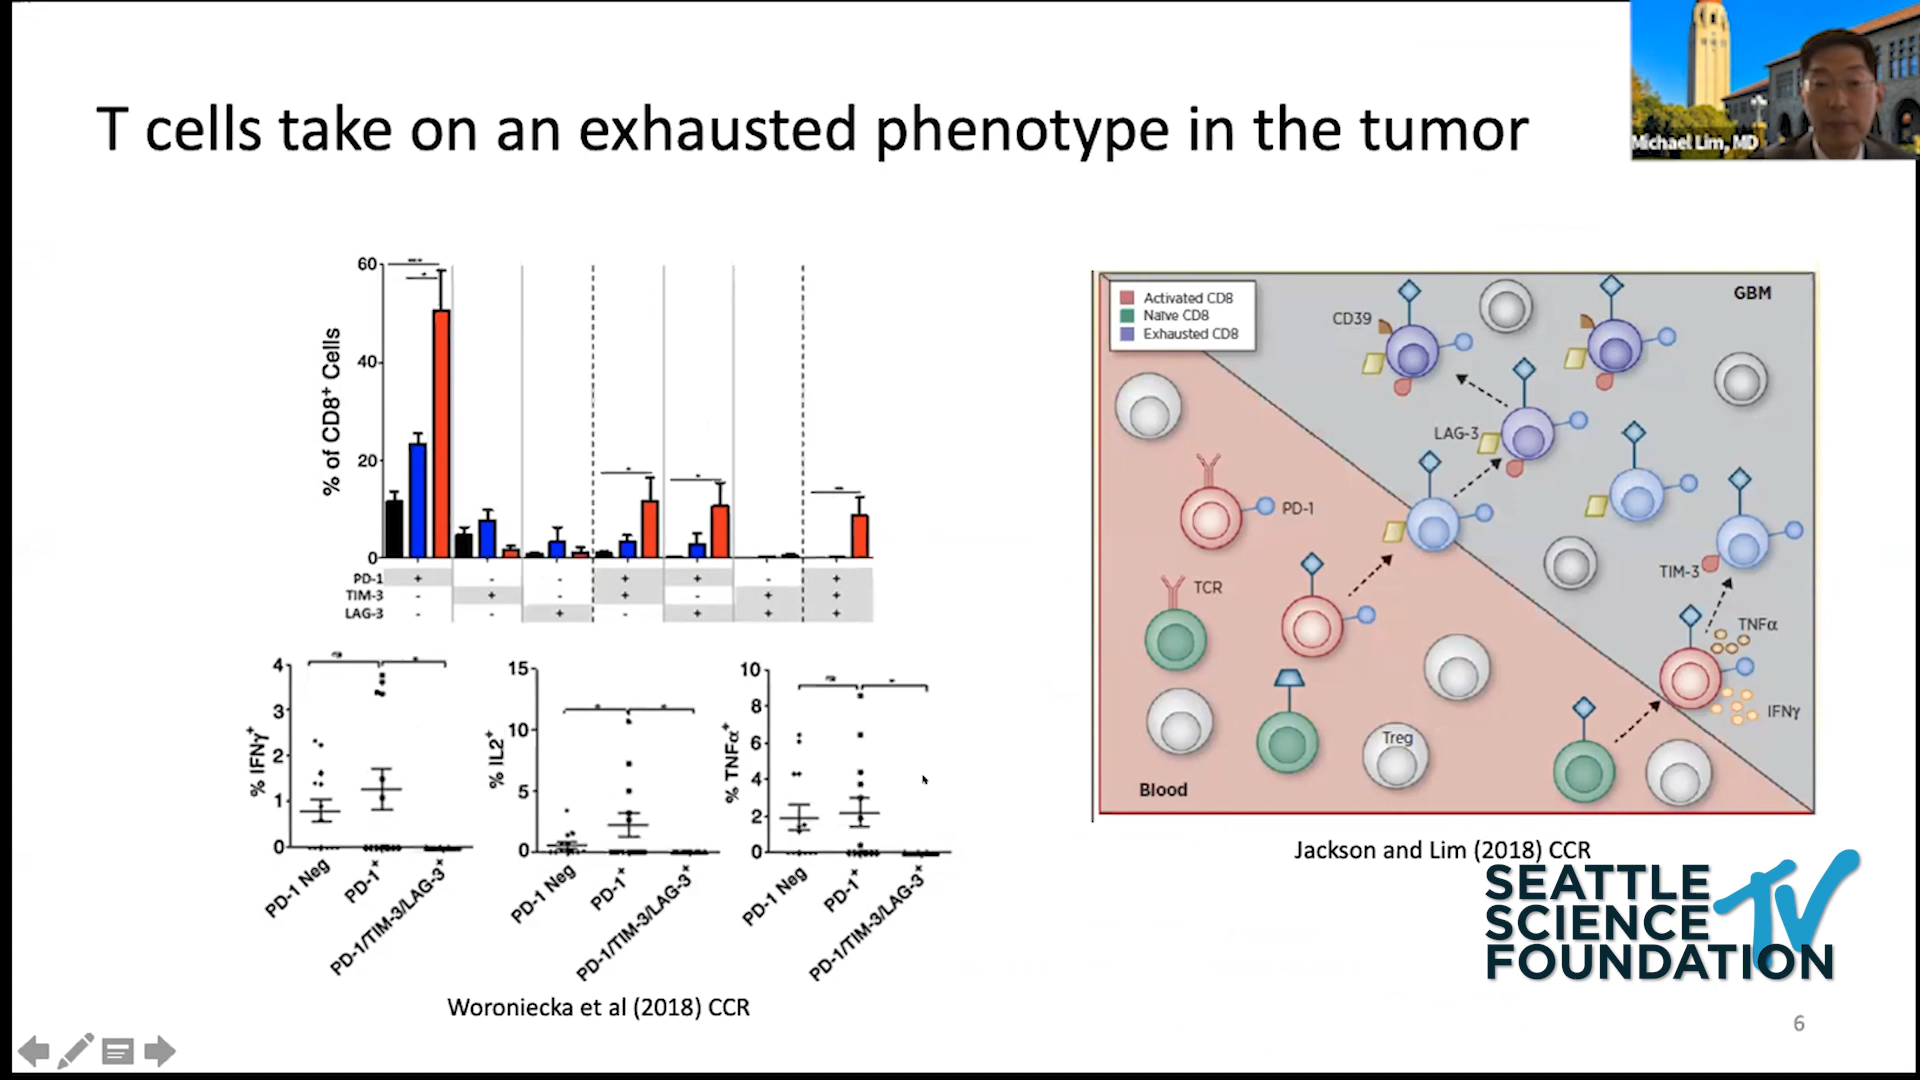 T cells take on an exhausted phenotype in the tumor
Michael Lim, MD
% of CD8+ Cells
60
40
20
0
PD-1 + - - + + - +
TIM-3 - + - + - + +
LAG-3 - - + - + + +
% IFNγ+
4
3
2
1
0
PD-1 Neg
PD-1+
PD-1/TIM-3/LAG-3+
% IL2+
15
10
5
0
PD-1 Neg
PD-1+
PD-1/TIM-3/LAG-3+
% TNFα+
10
8
6
4
2
0
PD-1 Neg
PD-1+
PD-1/TIM-3/LAG-3+
Woroniecka et al (2018) CCR
Activated CD8
Naïve CD8
Exhausted CD8
GBM
CD39
LAG-3
PD-1
TIM-3
TCR
TNFα
IFNγ
Treg
Blood
Jackson and Lim (2018) CCR
SEATTLE
SCIENCE
FOUNDATION
TV
6